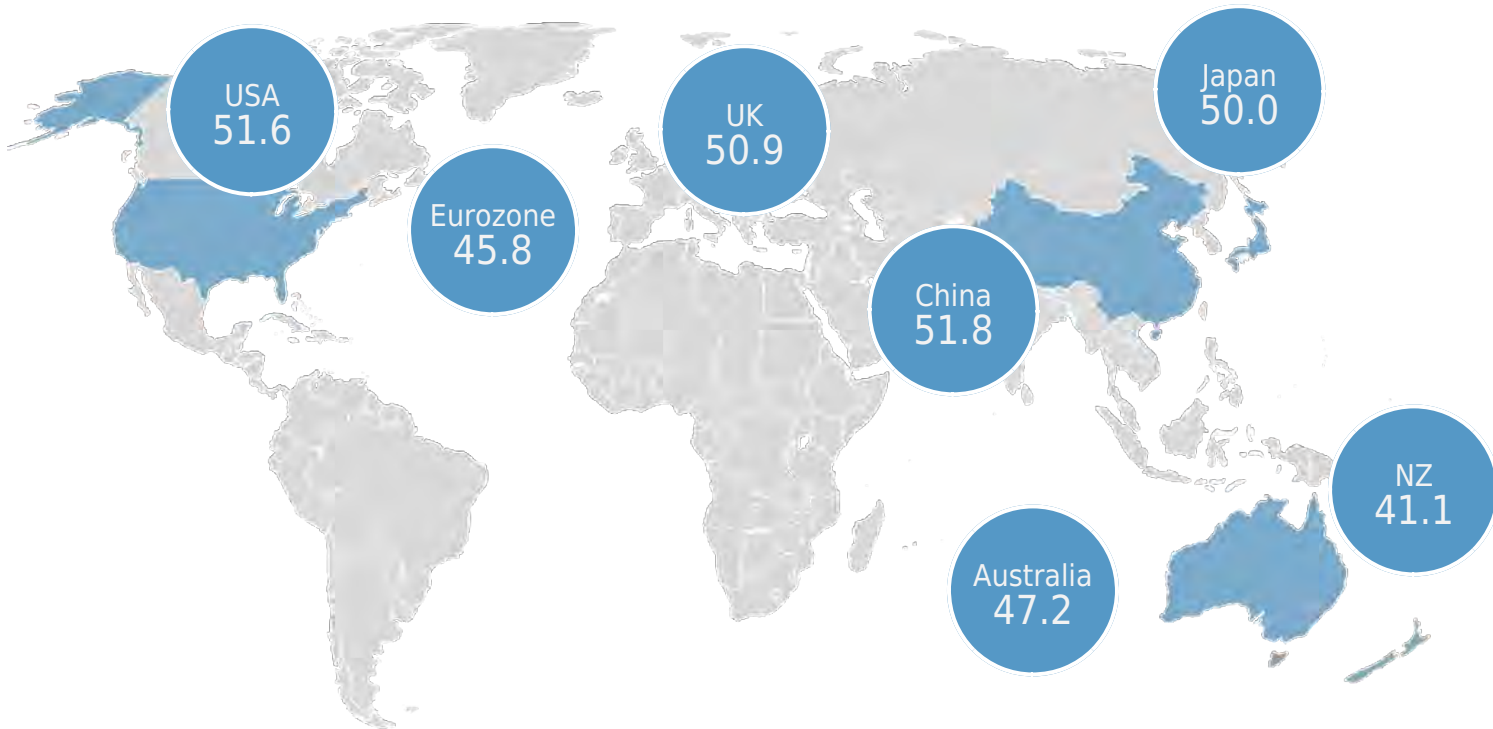 USA
51.6
Eurozone
45.8
UK
50.9
Japan
50.0
China
51.8
NZ
41.1
Australia
47.2